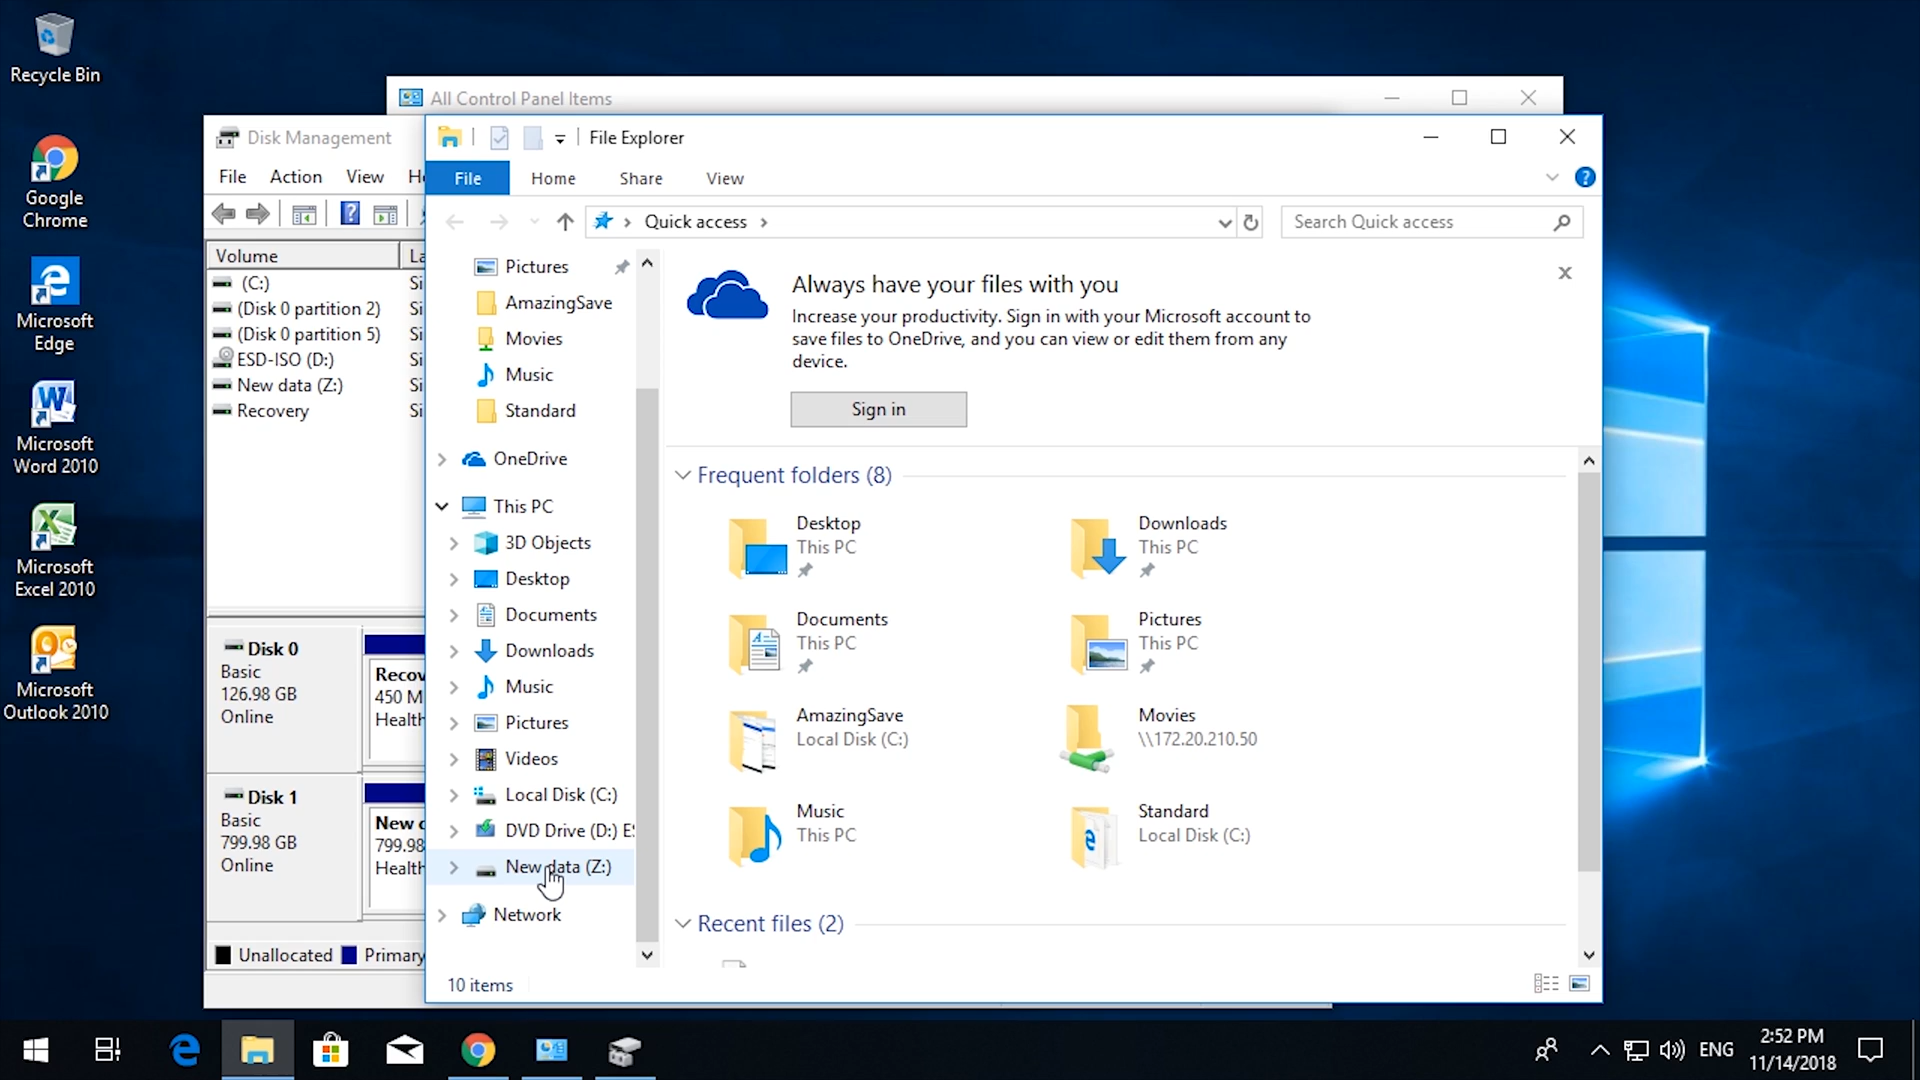 Recycle Bin
Google
Chrome
Microsoft
Edge
Microsoft
Word 2010
Microsoft
Excel 2010
Microsoft
Outlook 2010
All Control Panel Items
Disk Management
File Action View
Volume
(C:)
(Disk 0 partition 2)
(Disk 0 partition 5)
ESD-ISO (D:)
New data (Z:)
Recovery
Disk 0
Basic
126.98 GB
Online
450 M
Disk 1
Basic
799.98 GB
Online
799.98
Unallocated Primary
File Explorer
File Home Share View
Quick access
Search Quick access
Pictures
AmazingSave
Movies
Music
Standard
OneDrive
This PC
3D Objects
Desktop
Documents
Downloads
Music
Pictures
Videos
Local Disk (C:)
DVD Drive (D:) ES
New data (Z:)
Network
10 items
Always have your files with you
Increase your productivity. Sign in with your Microsoft account to
save files to OneDrive, and you can view or edit them from any
device.
Sign in
Frequent folders (8)
Desktop
This PC
Downloads
This PC
Documents
This PC
Pictures
This PC
AmazingSave
Local Disk (C:)
Movies
\\172.20.210.50
Music
This PC
Standard
Local Disk (C:)
Recent files (2)
ENG
2:52 PM
11/14/2018